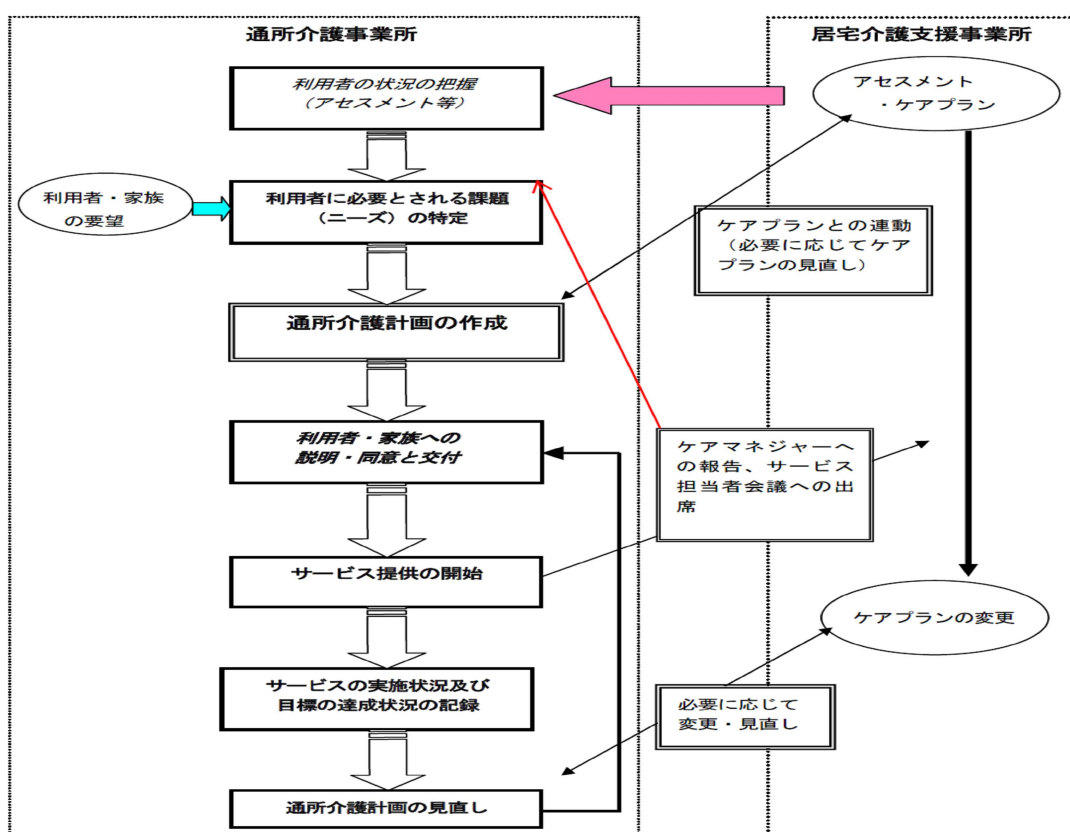 通所介護事業所
居宅介護支援事業所
利用者の状況の把握
(アセスメント等)
アセスメント
・ケアプラン
利用者・家族
の要望
利用者に必要とされる課題
(ニーズ)の特定
ケアプランとの連動
(必要に応じてケア
プランの見直し)
通所介護計画の作成
利用者・家族への
説明・同意と交付
ケアマネジャーへ
の報告、サービス
担当者会議への出
席
サービス提供の開始
ケアプランの変更
サービスの実施状況及び
目標の達成状況の記録
必要に応じて
変更・見直し
通所介護計画の見直し